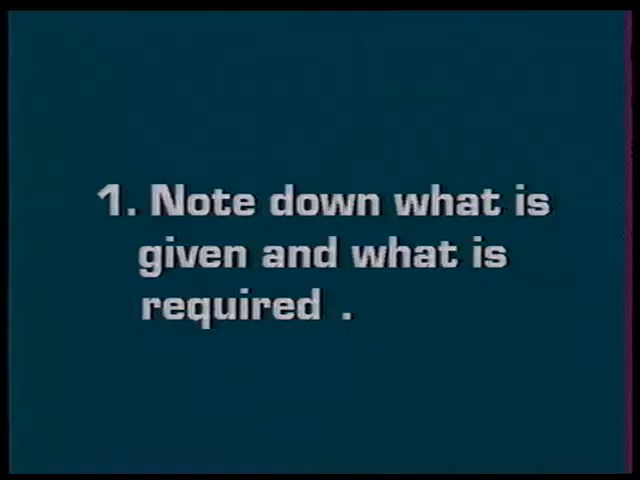 1. Note down what is
given and what is
required .